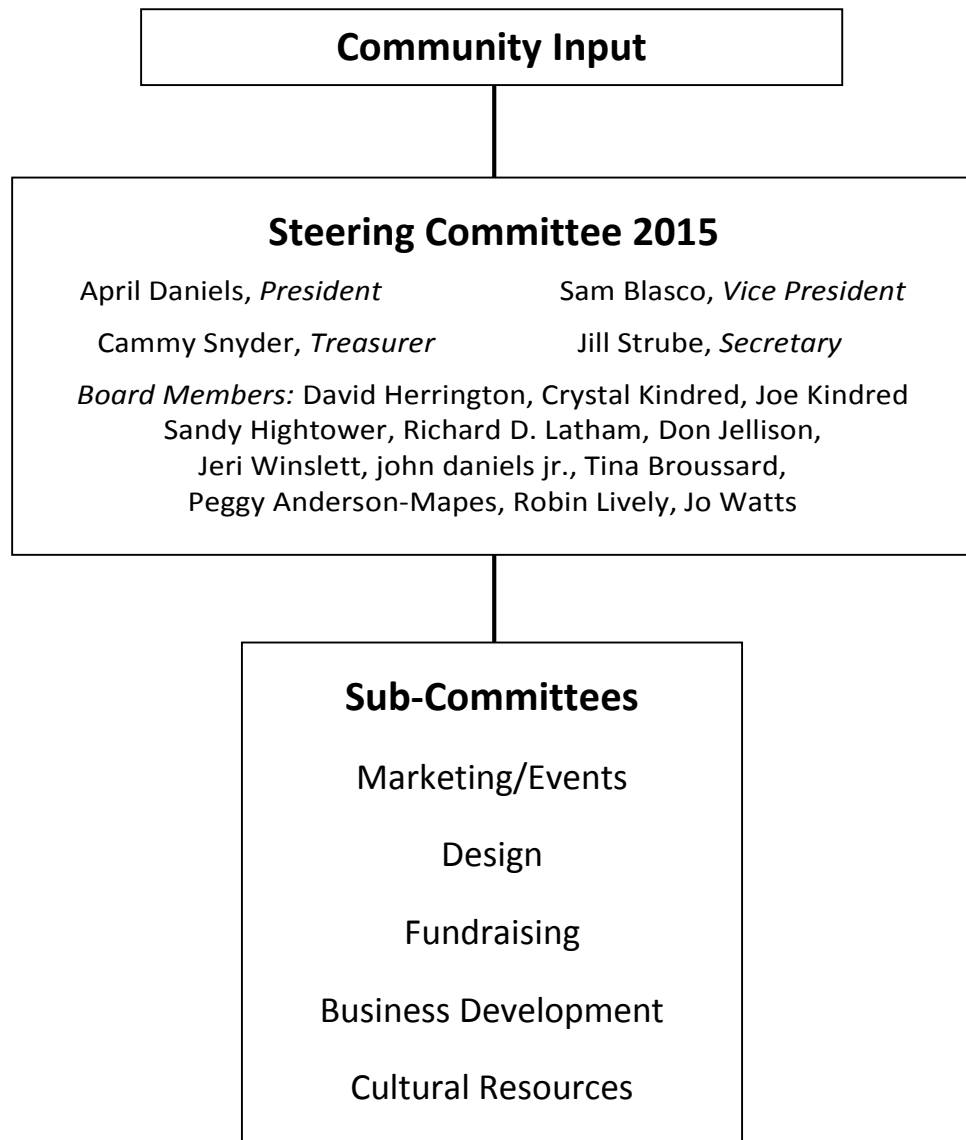 Community Input
Steering Committee 2015
April Daniels, President Sam Blasco, Vice President
Cammy Snyder, Treasurer Jill Strube, Secretary
Board Members: David Herrington, Crystal Kindred, Joe Kindred
Sandy Hightower, Richard D. Latham, Don Jellison,
Jeri Winslett, john daniels jr., Tina Broussard,
Peggy Anderson-Mapes, Robin Lively, Jo Watts
Sub-Committees
Marketing/Events
Design
Fundraising
Business Development
Cultural Resources